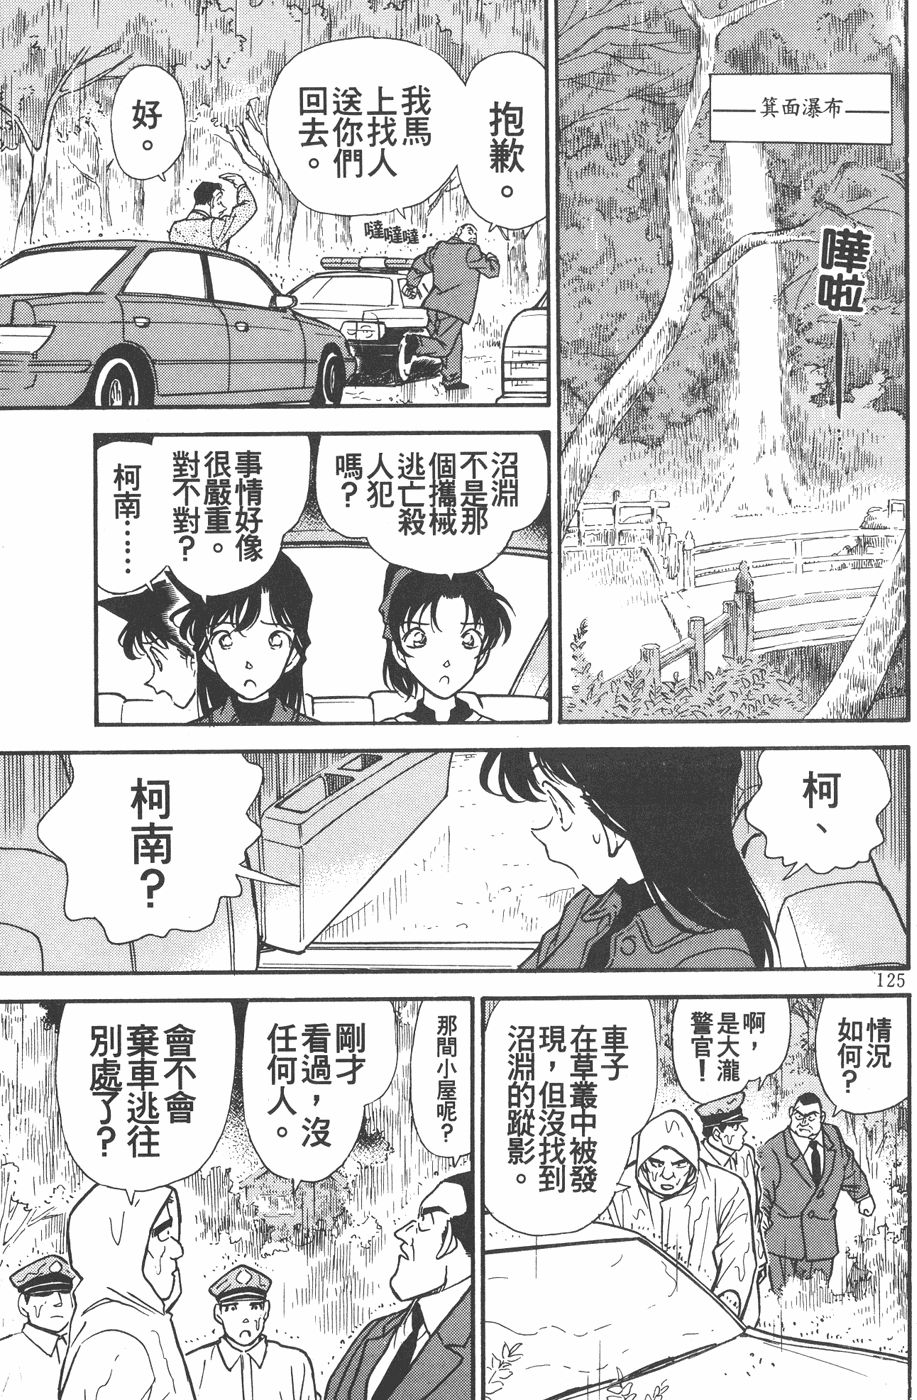 箕面瀑布
嘩啦
抱歉。
我馬
上找人
送你們
回去。
噠噠噠
好。
沼淵
不是那
個攜械
逃亡殺
人犯
嗎？
事情好像
很嚴重。
對不對？
柯南……
柯、
柯南？
125
情況
如何？
啊，
是大瀧
警官！
車子
在草叢中被發
現，但沒找到
沼淵的蹤影。
那間小屋呢？
剛才
看過，沒
任何人。
會不會
棄車逃往
別處了？